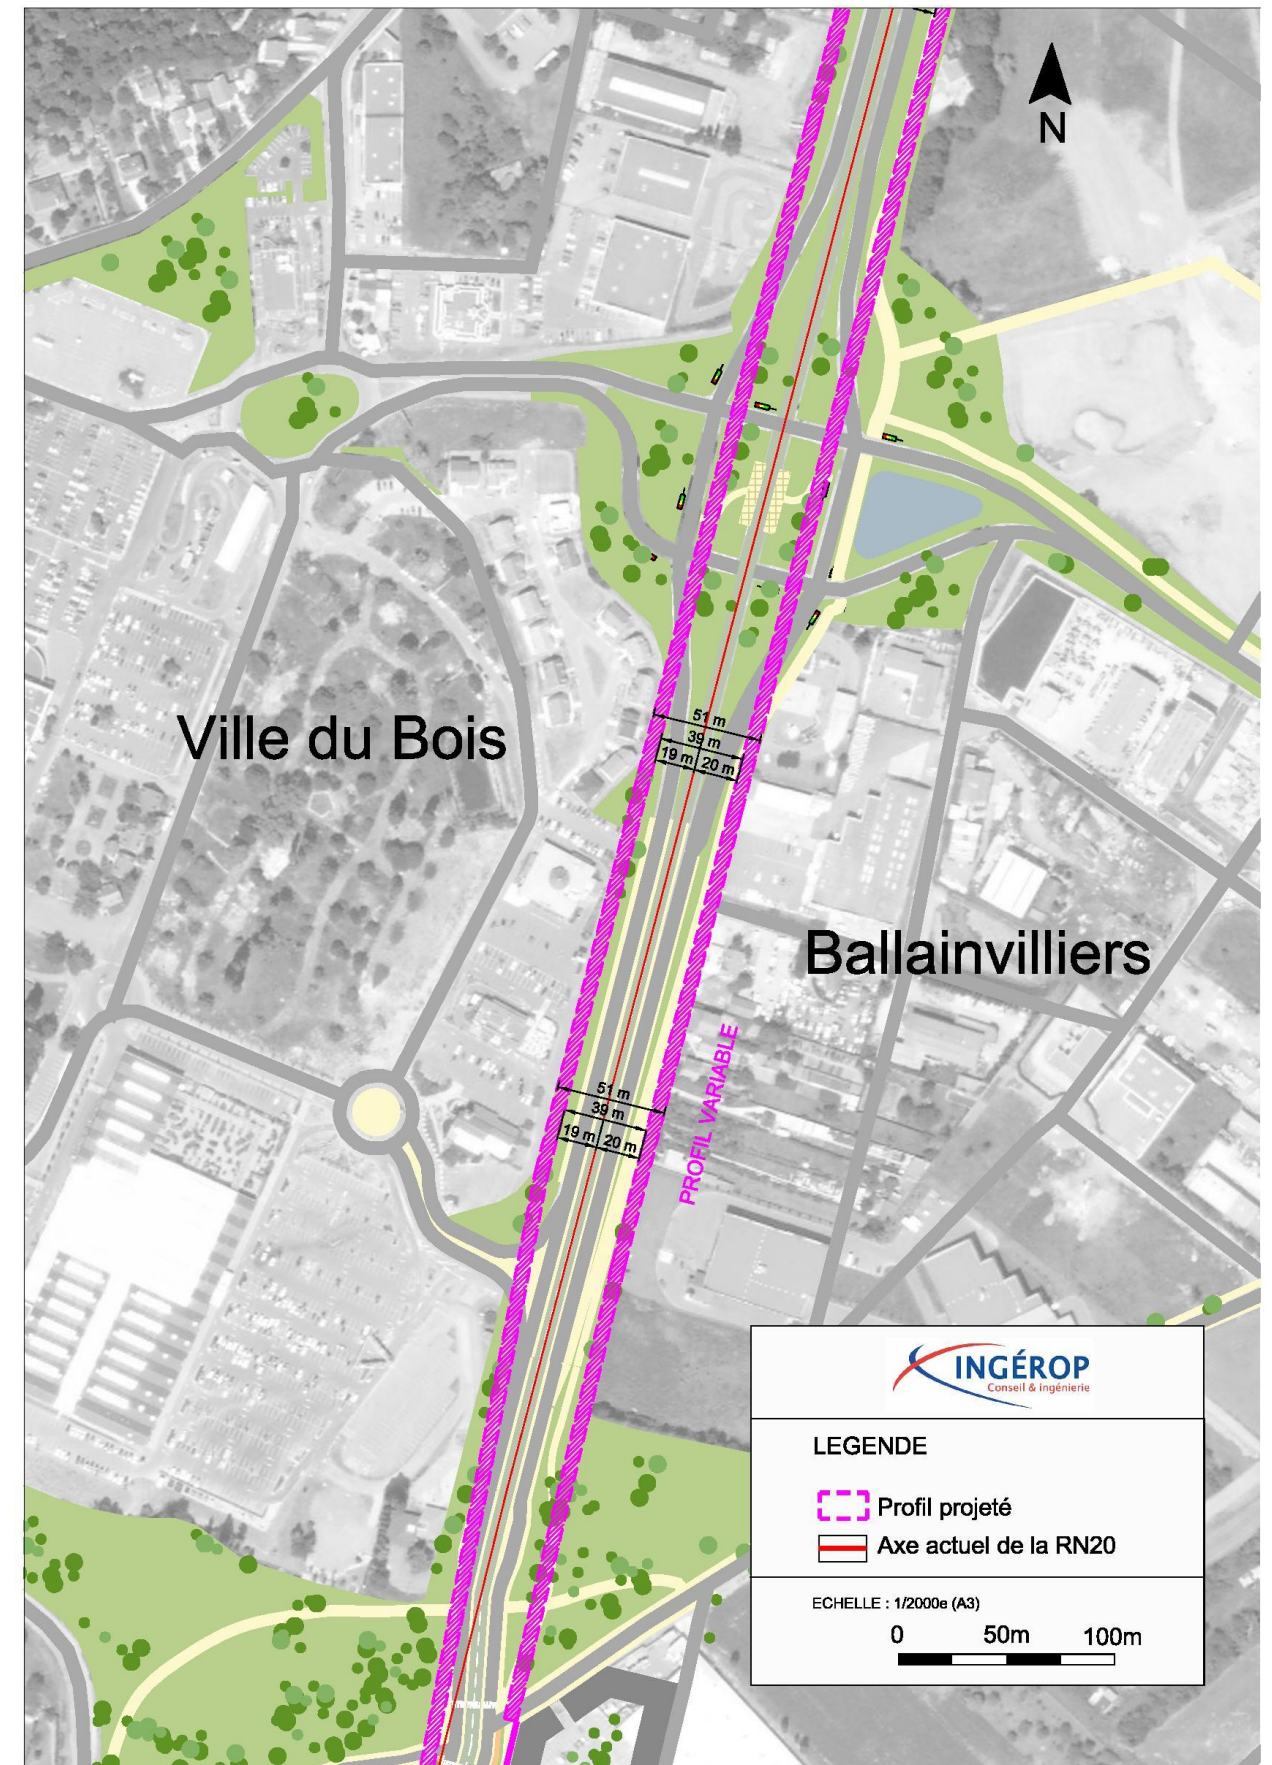 N
51 m
39 m
19 m 20 m
Ville du Bois
Ballainvilliers
PROFIL VARIABLE
51 m
39 m
19 m 20 m
INGÉROP
Conseil & ingénierie
LEGENDE
Profil projeté
Axe actuel de la RN20
ECHELLE : 1/2000e (A3)
0 50m 100m